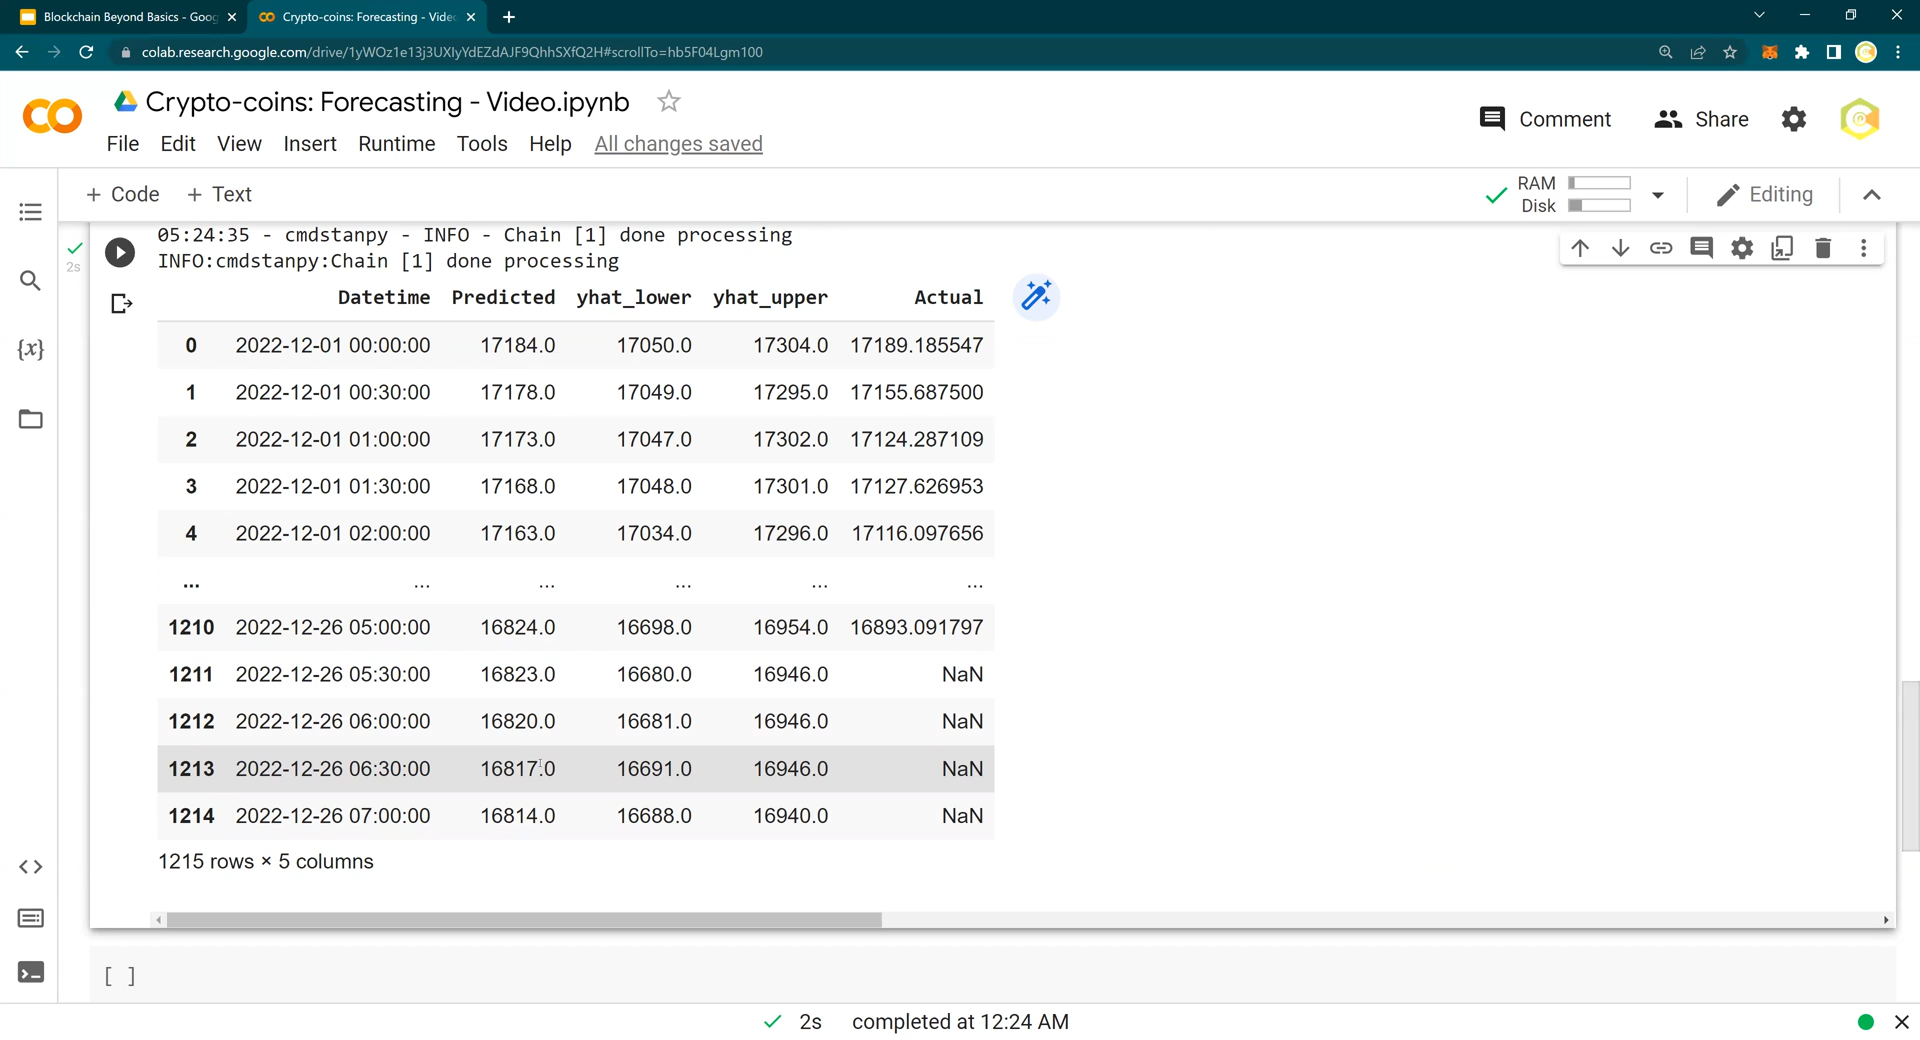 Blockchain Beyond Basics - Goog
Crypto-coins: Forecasting - Video
colab.research.google.com/drive/1yWOz1e13j3UXIyYdEZdAJF9QhhSXfQ2H#scrollTo=hb5F04Lgm100
CO
Crypto-coins: Forecasting - Video.ipynb
Comment
Share
File Edit View Insert Runtime Tools Help All changes saved
+ Code + Text
RAM
Disk
Editing
05:24:35 - cmdstanpy - INFO - Chain [1] done processing
2s
INFO:cmdstanpy:Chain [1] done processing
Datetime Predicted yhat_lower yhat_upper Actual
0 2022-12-01 00:00:00 17184.0 17050.0 17304.0 17189.185547
{x}
1 2022-12-01 00:30:00 17178.0 17049.0 17295.0 17155.687500
2 2022-12-01 01:00:00 17173.0 17047.0 17302.0 17124.287109
3 2022-12-01 01:30:00 17168.0 17048.0 17301.0 17127.626953
4 2022-12-01 02:00:00 17163.0 17034.0 17296.0 17116.097656
... ... ... ... ... ...
1210 2022-12-26 05:00:00 16824.0 16698.0 16954.0 16893.091797
1211 2022-12-26 05:30:00 16823.0 16680.0 16946.0 NaN
1212 2022-12-26 06:00:00 16820.0 16681.0 16946.0 NaN
1213 2022-12-26 06:30:00 16817.0 16691.0 16946.0 NaN
1214 2022-12-26 07:00:00 16814.0 16688.0 16940.0 NaN
1215 rows × 5 columns
[ ]
2s completed at 12:24 AM